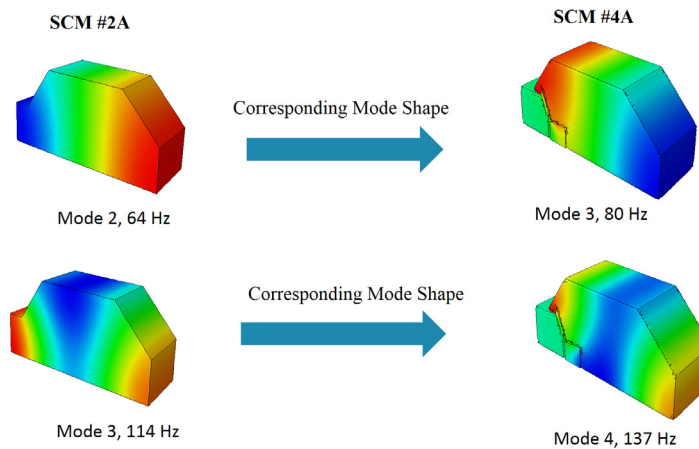 SCM #2A
SCM #4A
Corresponding Mode Shape
Mode 2, 64 Hz
Mode 3, 80 Hz
Corresponding Mode Shape
Mode 3, 114 Hz
Mode 4, 137 Hz